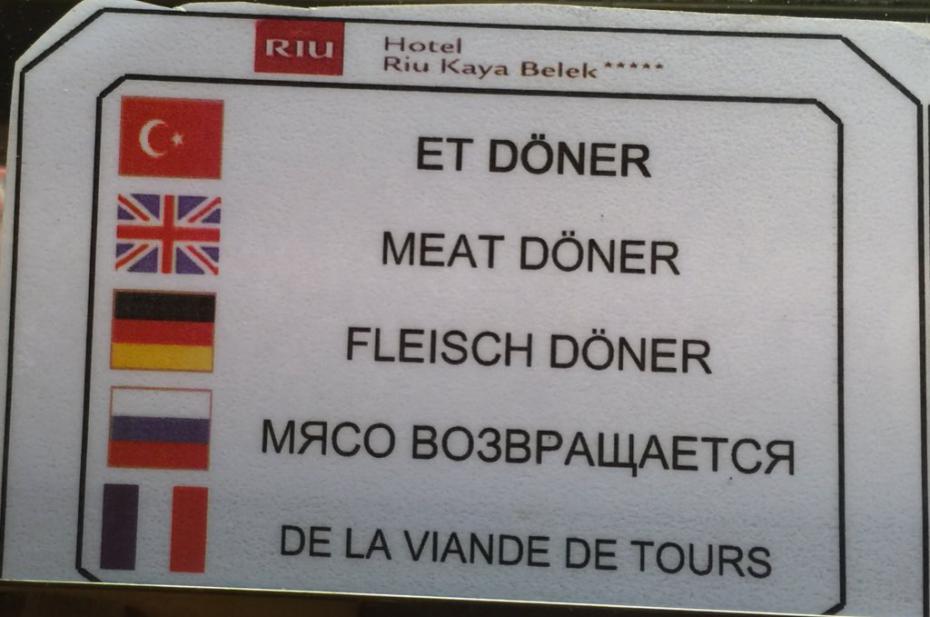 RIU
Hotel
Riu Kaya Belek*****
ET DÖNER
MEAT DÖNER
FLEISCH DÖNER
МЯСО ВОЗВРАЩАЕТСЯ
DE LA VIANDE DE TOURS